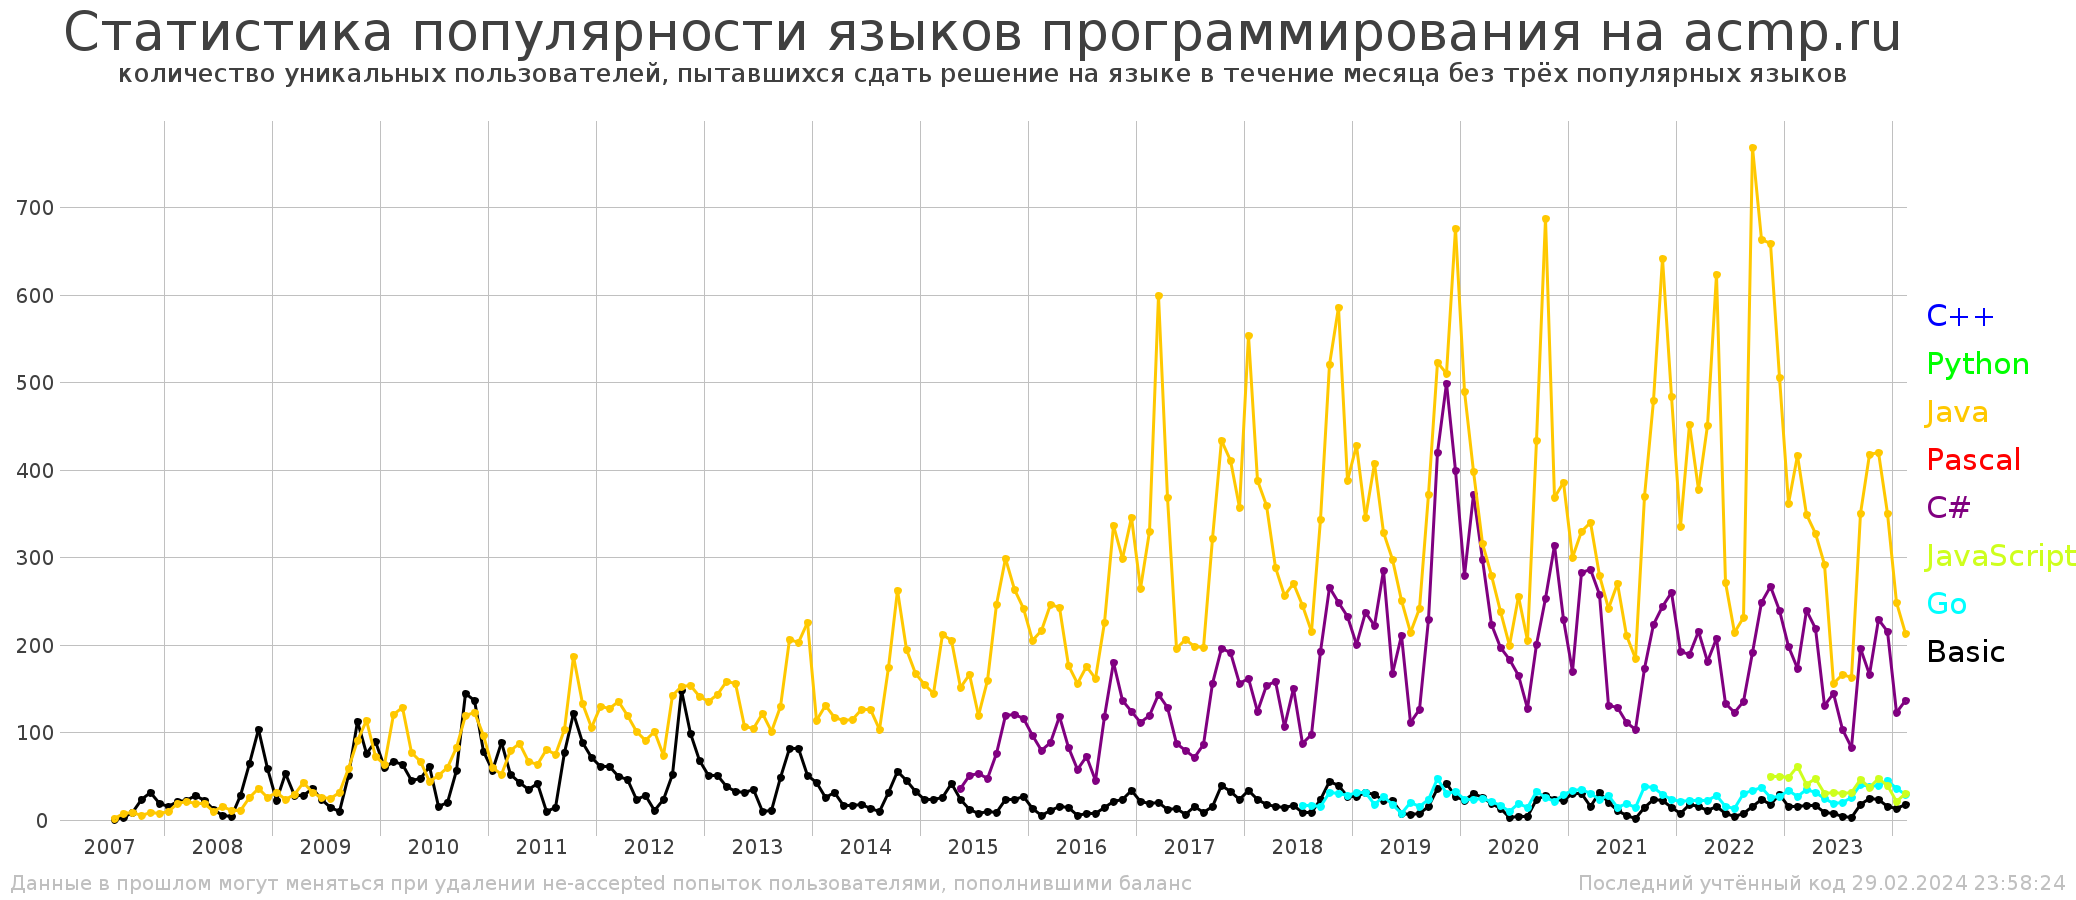 Статистика популярности языков программирования на acmp.ru
количество уникальных пользователей, пытавшихся сдать решение на языке в течение месяца без трёх популярных языков
700
600
500
400
300
200
100
0
C++
Python
Java
Pascal
C#
JavaScript
Go
Basic
2007 2008 2009 2010 2011 2012 2013 2014 2015 2016 2017 2018 2019 2020 2021 2022 2023
Данные в прошлом могут меняться при удалении не-accepted попыток пользователями, пополнившими баланс
Последний учтённый код 29.02.2024 23:58:24